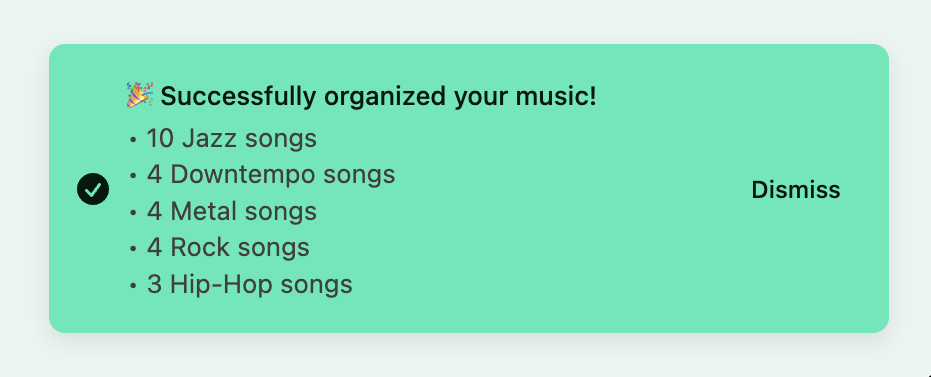 🎉 Successfully organized your music!
• 10 Jazz songs
• 4 Downtempo songs
• 4 Metal songs
• 4 Rock songs
• 3 Hip-Hop songs
Dismiss